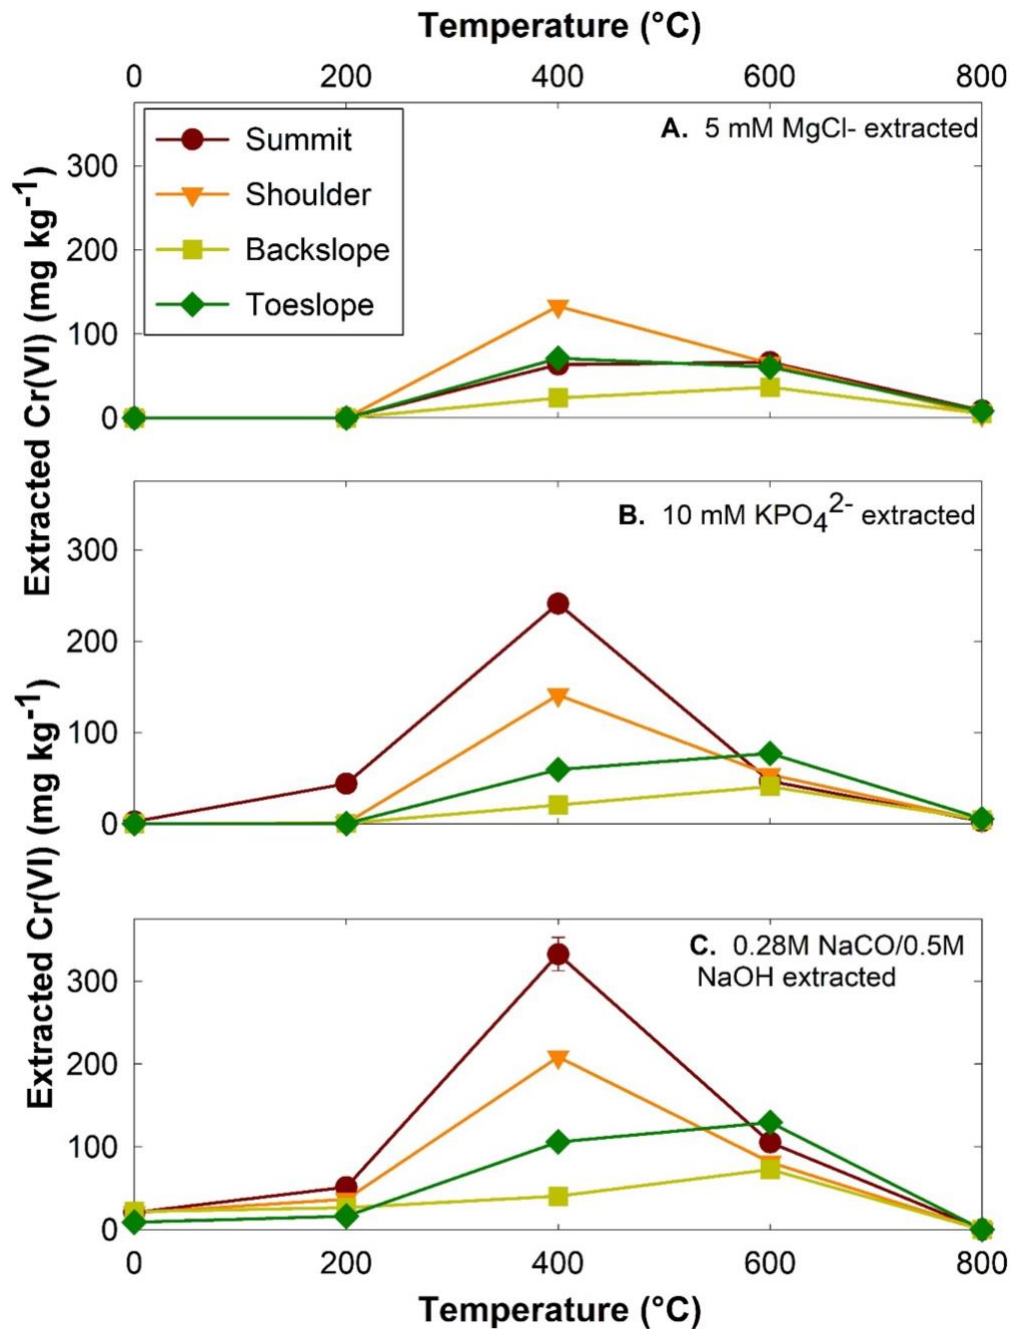 Temperature (°C)
0 200 400 600 800
A. 5 mM MgCl- extracted
Summit
Shoulder
Backslope
Toeslope
300
200
100
0
Extracted Cr(VI) (mg kg⁻¹)
B. 10 mM KPO₄²⁻ extracted
300
200
100
0
Extracted Cr(VI) (mg kg⁻¹)
C. 0.28M NaCO/0.5M
NaOH extracted
300
200
100
0
0 200 400 600 800
Temperature (°C)